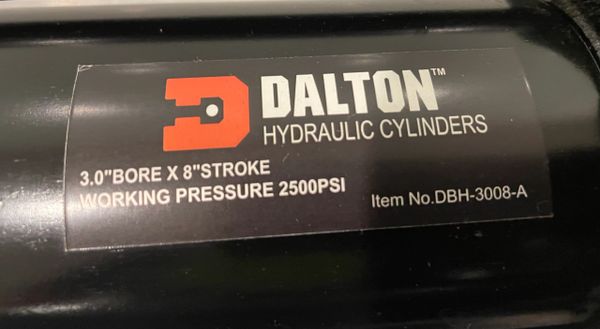 DALTON™
HYDRAULIC CYLINDERS
3.0"BORE X 8"STROKE
WORKING PRESSURE 2500PSI
Item No.DBH-3008-A